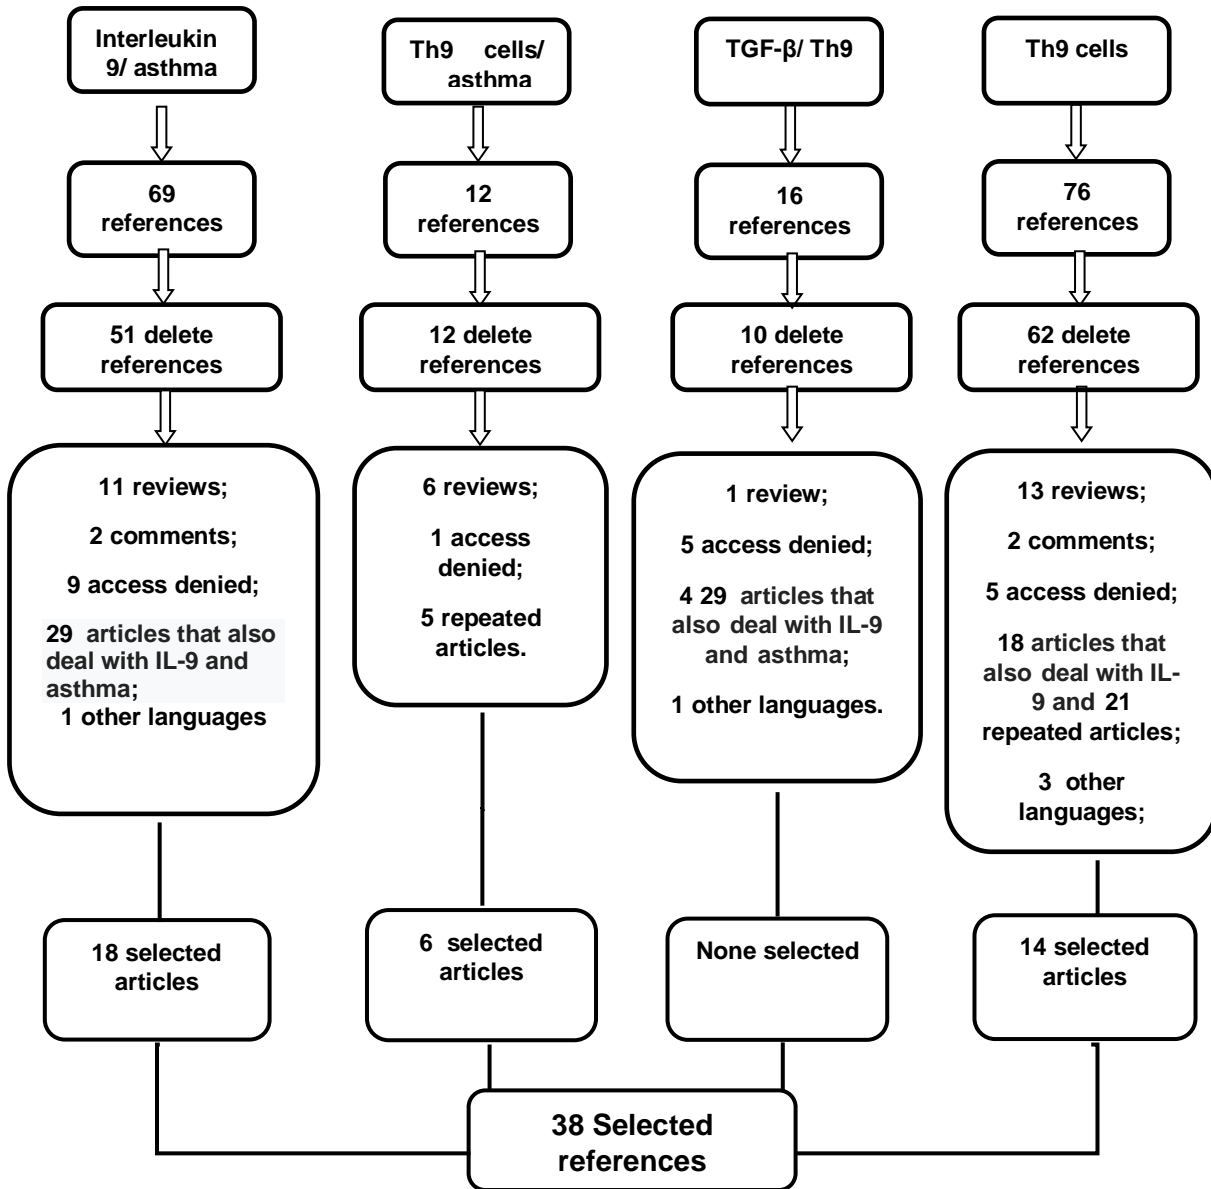 Interleukin
9/ asthma
69
references
51 delete
references
11 reviews;
2 comments;
9 access denied;
29 articles that also
deal with IL-9 and
asthma;
1 other languages
18 selected
articles
Th9 cells/
asthma
12
references
12 delete
references
6 reviews;
1 access
denied;
5 repeated
articles.
6 selected
articles
TGF-β/ Th9
16
references
10 delete
references
1 review;
5 access denied;
4 29 articles that
also deal with IL-9
and asthma;
1 other languages.
None selected
Th9 cells
76
references
62 delete
references
13 reviews;
2 comments;
5 access denied;
18 articles that
also deal with IL-
9 and 21
repeated articles;
3 other
languages;
14 selected
articles
38 Selected
references